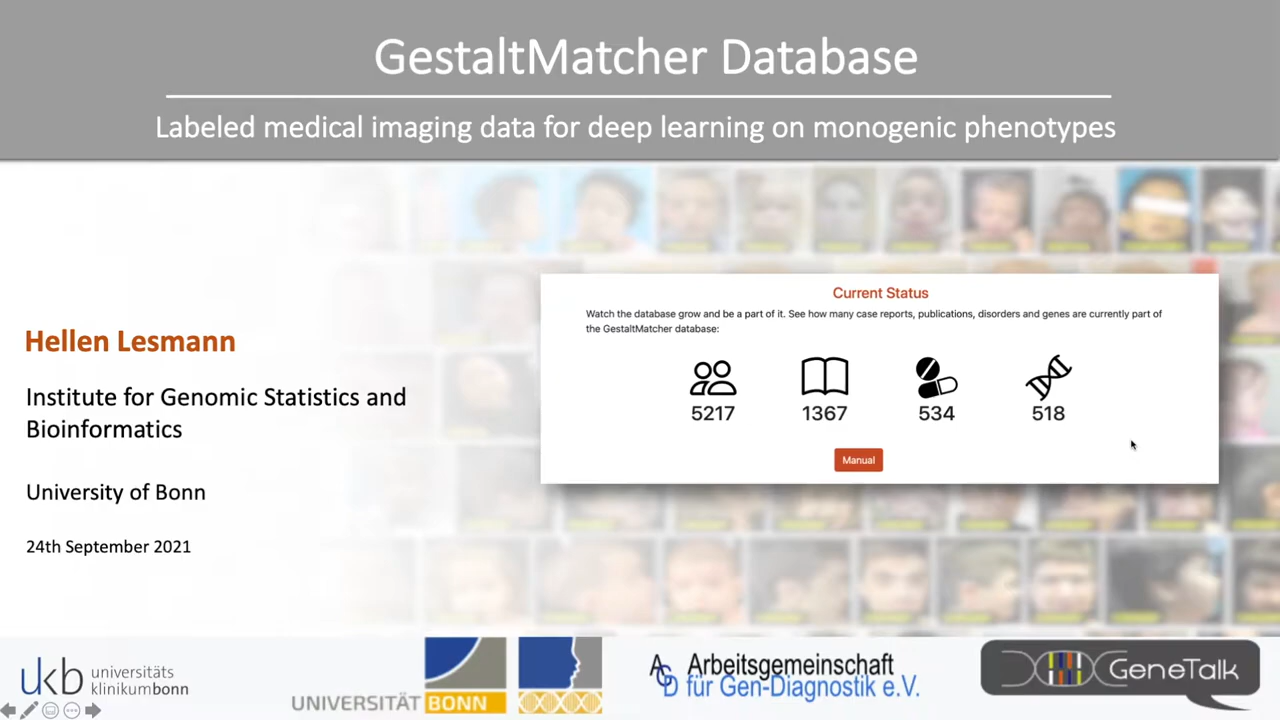 GestaltMatcher Database
Labeled medical imaging data for deep learning on monogenic phenotypes
Current Status
Watch the database grow and be a part of it. See how many case reports, publications, disorders and genes are currently part of
the GestaltMatcher database:
5217
1367
534
518
Manual
Hellen Lesmann
Institute for Genomic Statistics and
Bioinformatics
University of Bonn
24th September 2021
ukb universitäts
klinikumbonn
UNIVERSITÄT BONN
AGD Arbeitsgemeinschaft
für Gen-Diagnostik e.V.
GeneTalk